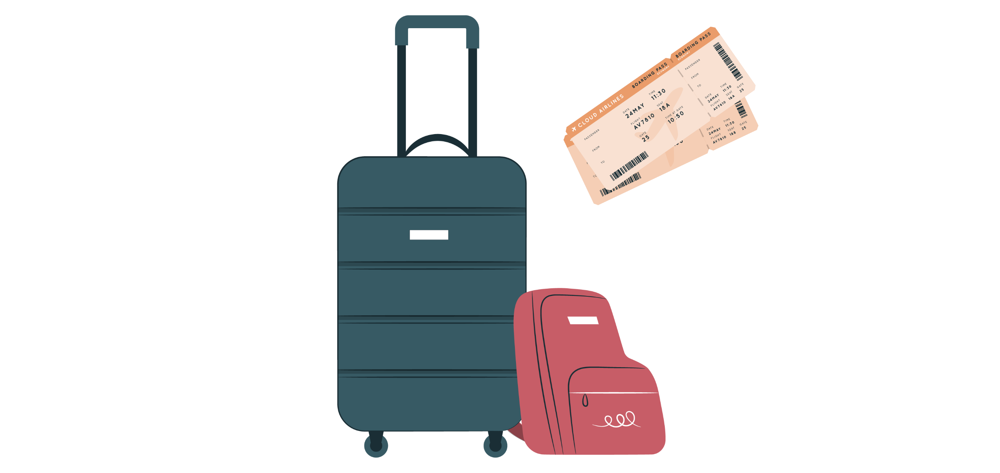 CLOUD AIRLINES BOARDING PASS
ECONOMY
PASSENGER
FROM
TO
DATE TIME
24MAY 11:30
FLIGHT SEAT
AV7810 18A
GATE TIME AT GATE
25 10:50
BOARDING PASS
ECONOMY
PASSENGER
FROM
TO
DATE TIME
24MAY 11:30
FLIGHT SEAT GATE
AV7810 18A 25
TO
DATE TIME
24MAY 11:30
FLIGHT SEAT GATE
AV7810 18B 25